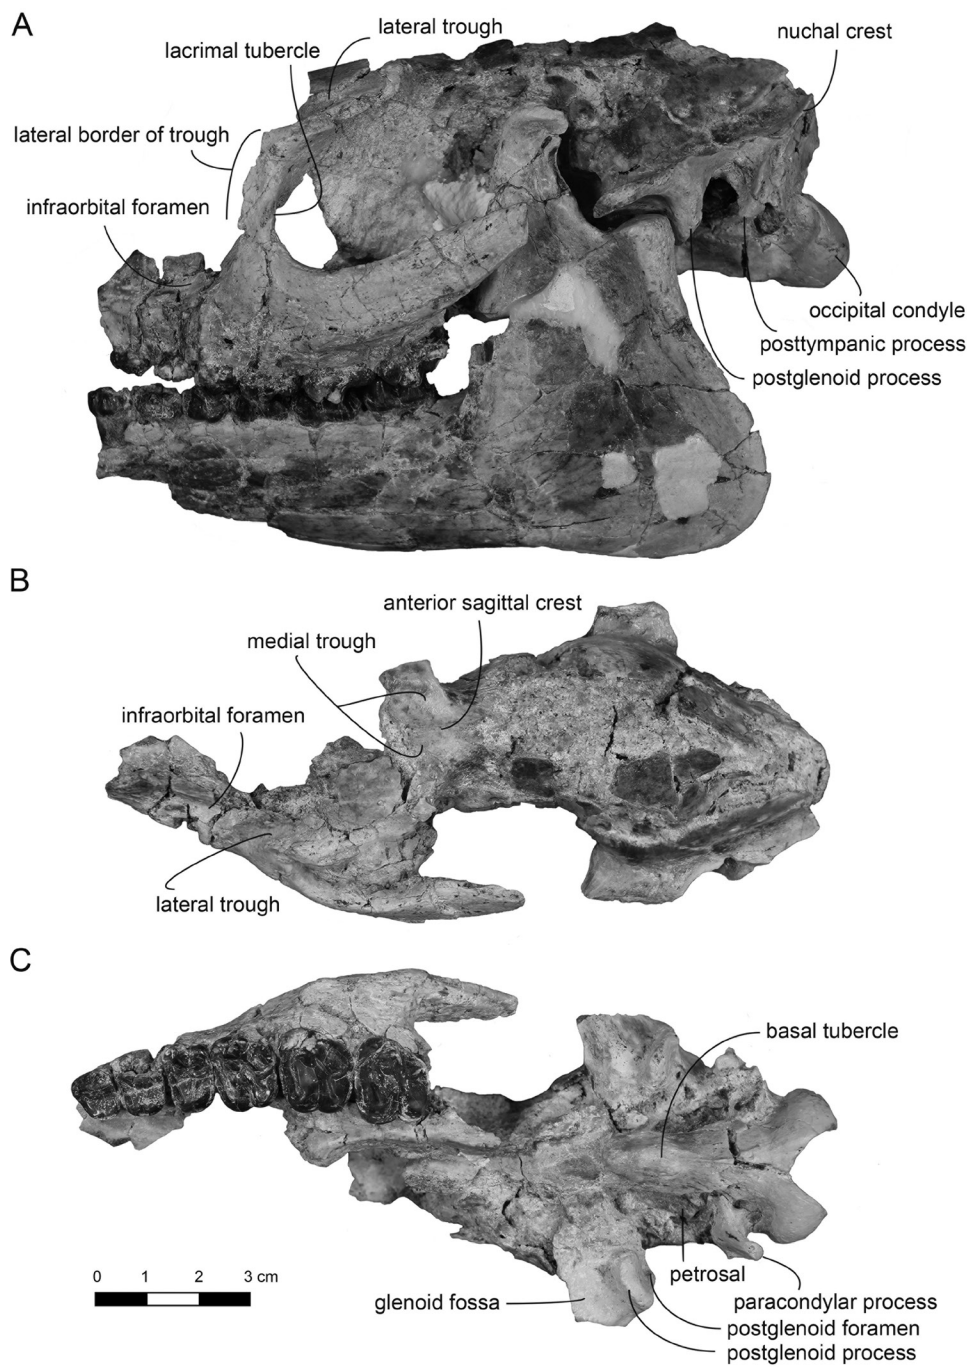 A
lateral trough
nuchal crest
lacrimal tubercle
lateral border of trough
infraorbital foramen
occipital condyle
posttympanic process
postglenoid process
B
anterior sagittal crest
medial trough
infraorbital foramen
lateral trough
C
basal tubercle
0 1 2 3 cm
petrosal
glenoid fossa
paracondylar process
postglenoid foramen
postglenoid process